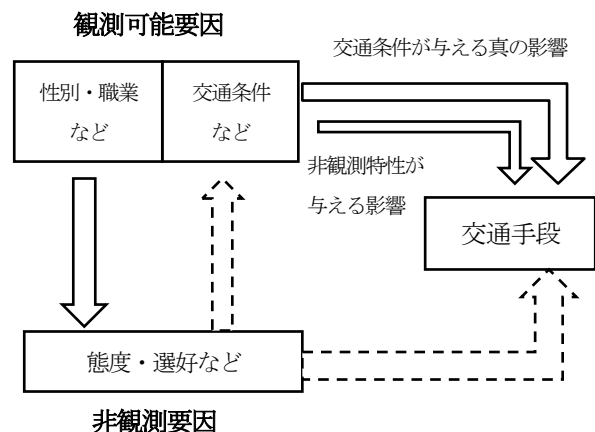 観測可能要因
交通条件が与える真の影響
性別・職業
など
交通条件
など
非観測特性が
与える影響
交通手段
態度・選好など
非観測要因